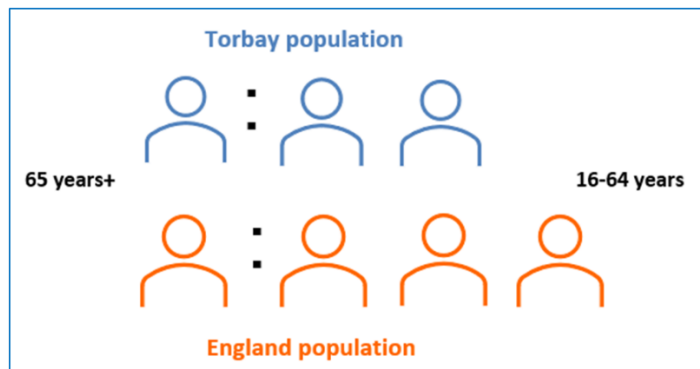 Torbay population
:
65 years+
16-64 years
:
England population